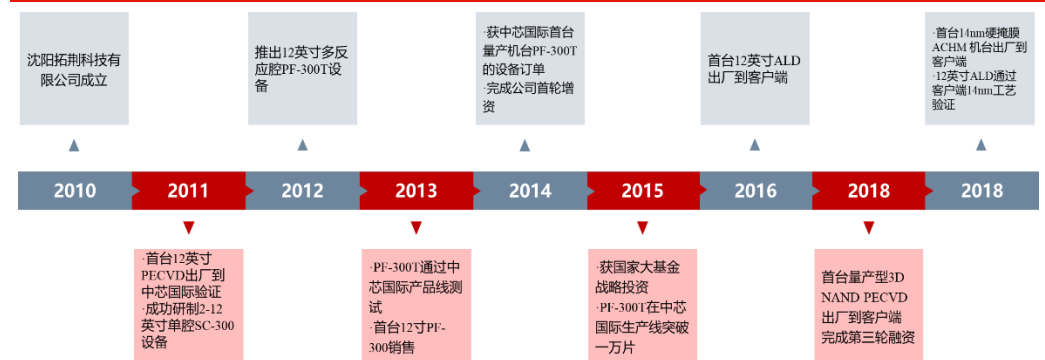 沈阳拓荆科技有
限公司成立
推出12英寸多反
应腔PF-300T设
备
·获中芯国际首台
量产机台PF-300T
的设备订单
·完成公司首轮增
资
首台12英寸ALD
出厂到客户端
·首台14nm硬掩膜
ACHM 机台出厂到
客户端
·12英寸ALD通过
客户端14nm工艺
验证
2010
2011
2012
2013
2014
2015
2016
2018
2018
·首台12英寸
PECVD出厂到
中芯国际验证
·成功研制2-12
英寸单腔SC-300
设备
·PF-300T通过中
芯国际产品线测
试
·首台12寸PF-
300销售
·获国家大基金
战略投资
·PF-300T在中芯
国际生产线突破
一万片
首台量产型3D
NAND PECVD
出厂到客户端
完成第三轮融资